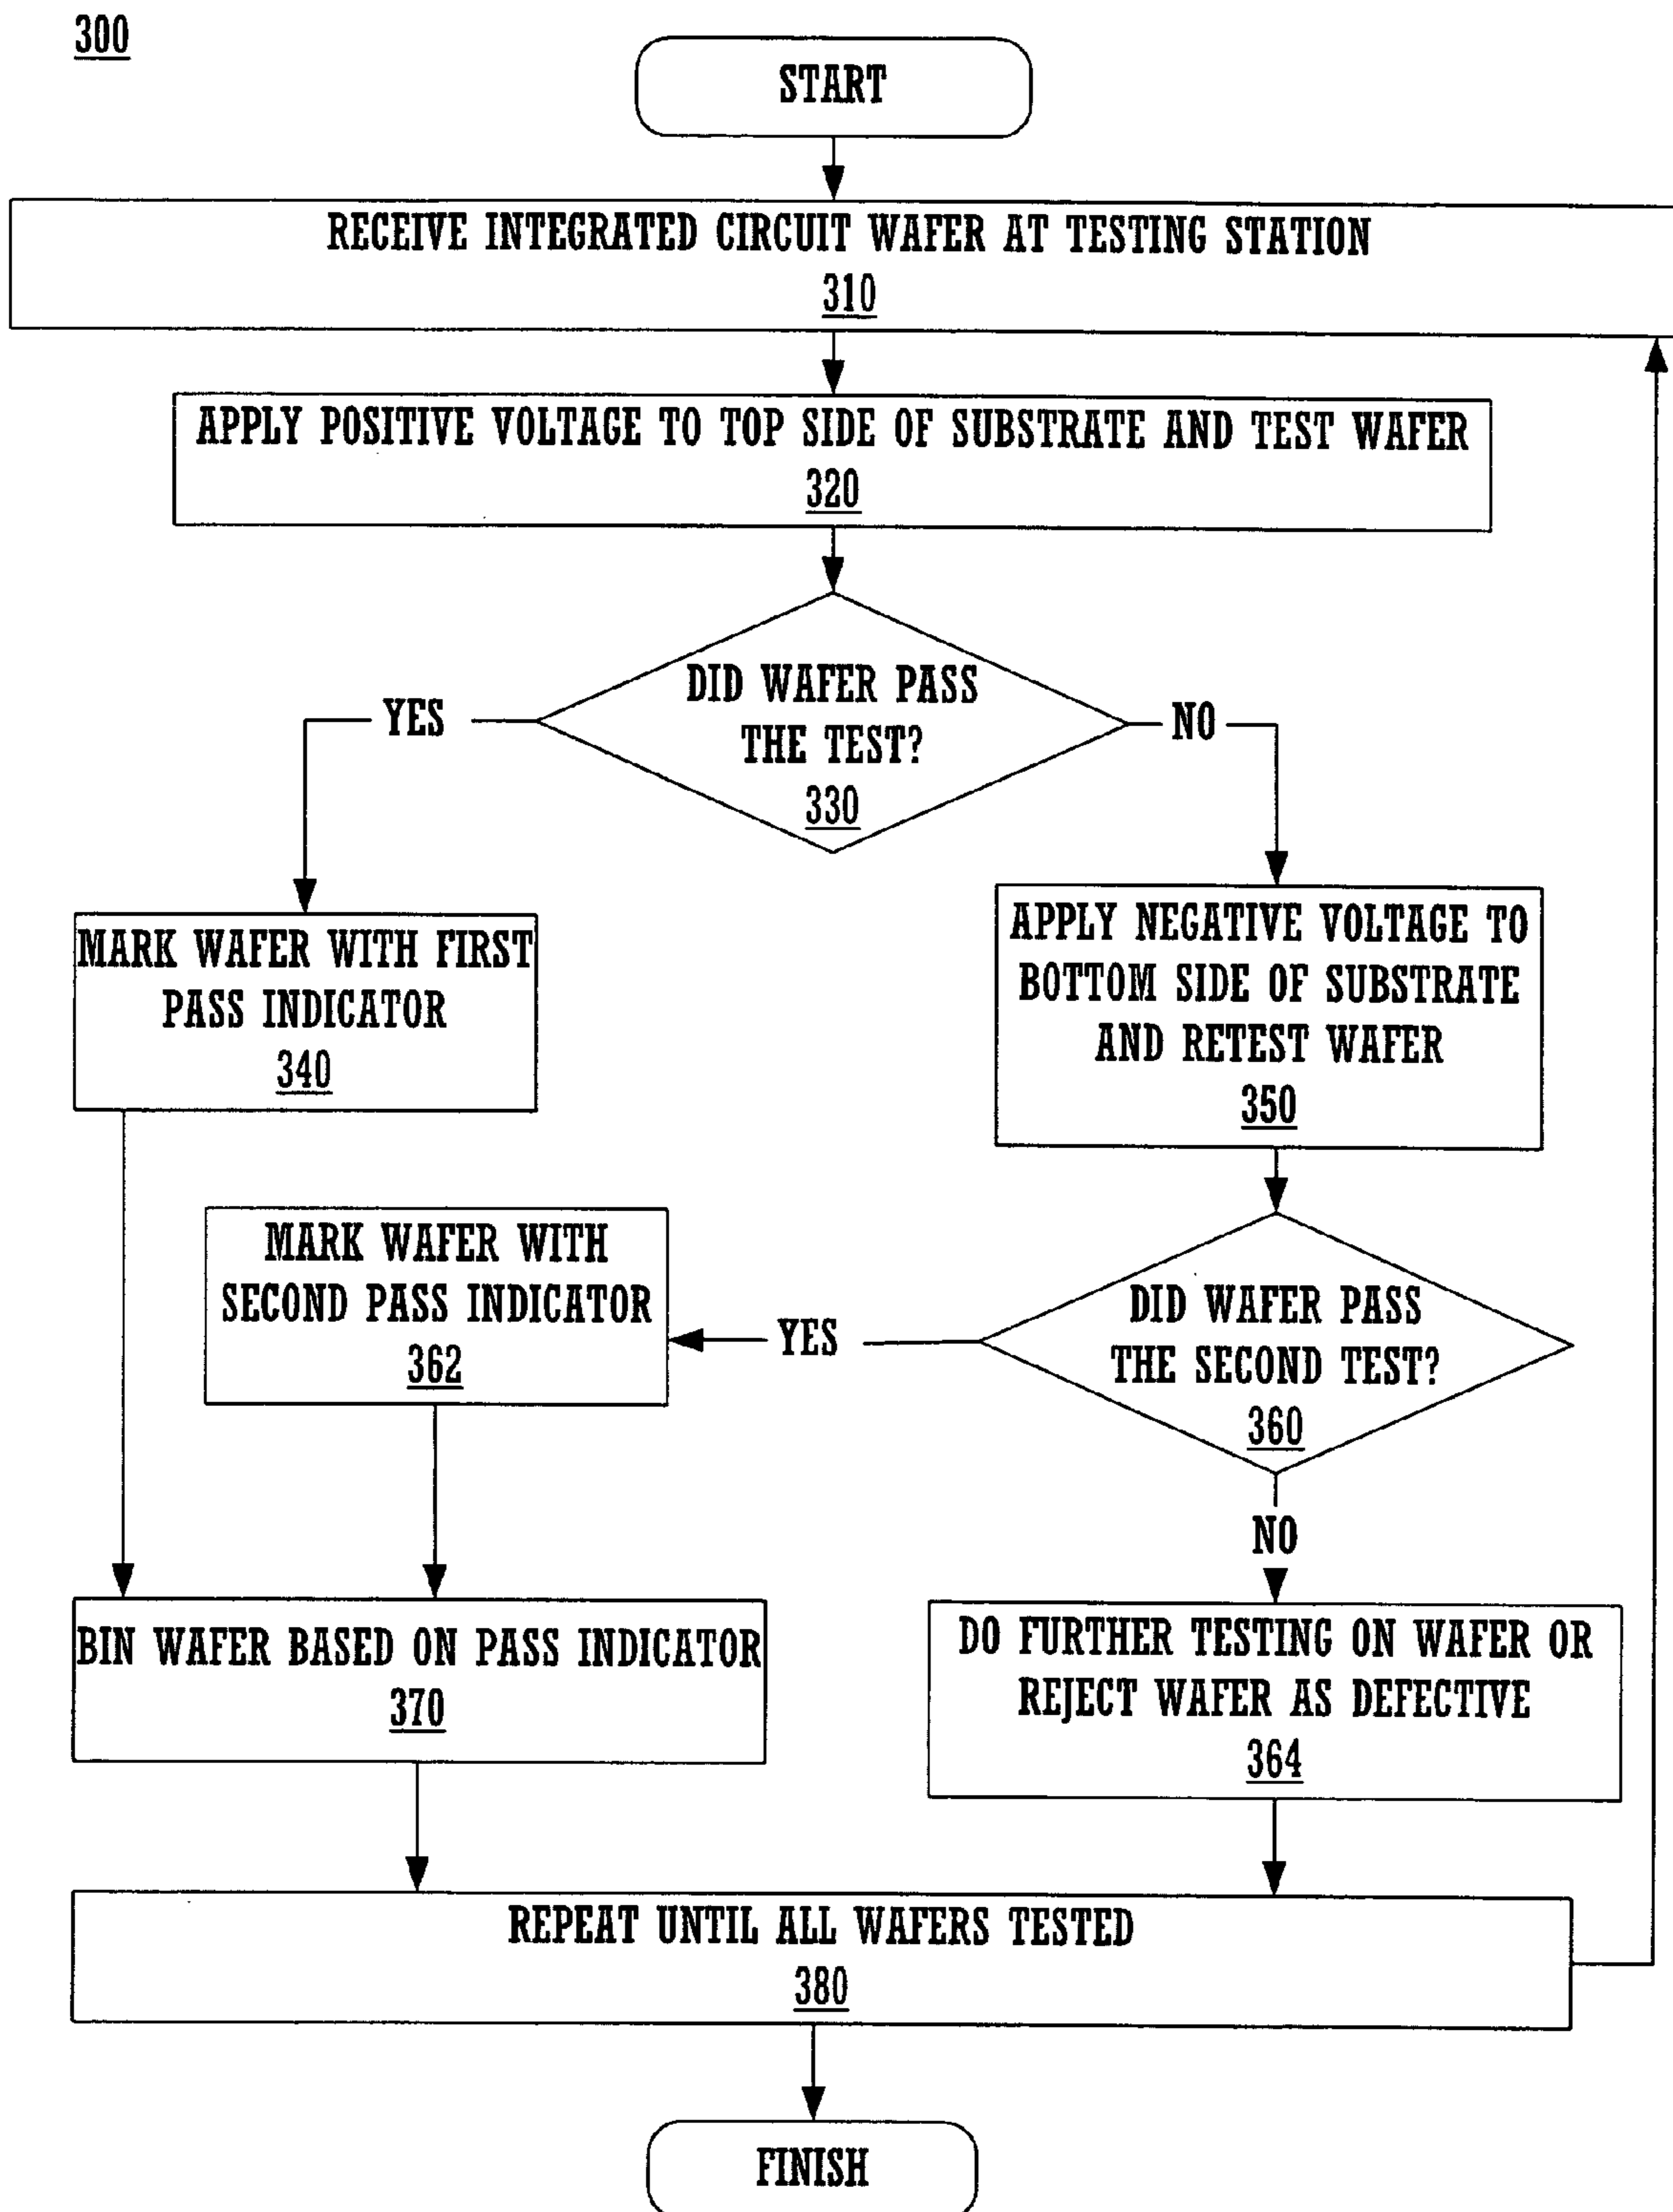 300
START
RECEIVE INTEGRATED CIRCUIT WAFER AT TESTING STATION
310
APPLY POSITIVE VOLTAGE TO TOP SIDE OF SUBSTRATE AND TEST WAFER
320
DID WAFER PASS
THE TEST?
330
YES
NO
MARK WAFER WITH FIRST
PASS INDICATOR
340
APPLY NEGATIVE VOLTAGE TO
BOTTOM SIDE OF SUBSTRATE
AND RETEST WAFER
350
MARK WAFER WITH
SECOND PASS INDICATOR
362
YES
DID WAFER PASS
THE SECOND TEST?
360
NO
BIN WAFER BASED ON PASS INDICATOR
370
DO FURTHER TESTING ON WAFER OR
REJECT WAFER AS DEFECTIVE
364
REPEAT UNTIL ALL WAFERS TESTED
380
FINISH